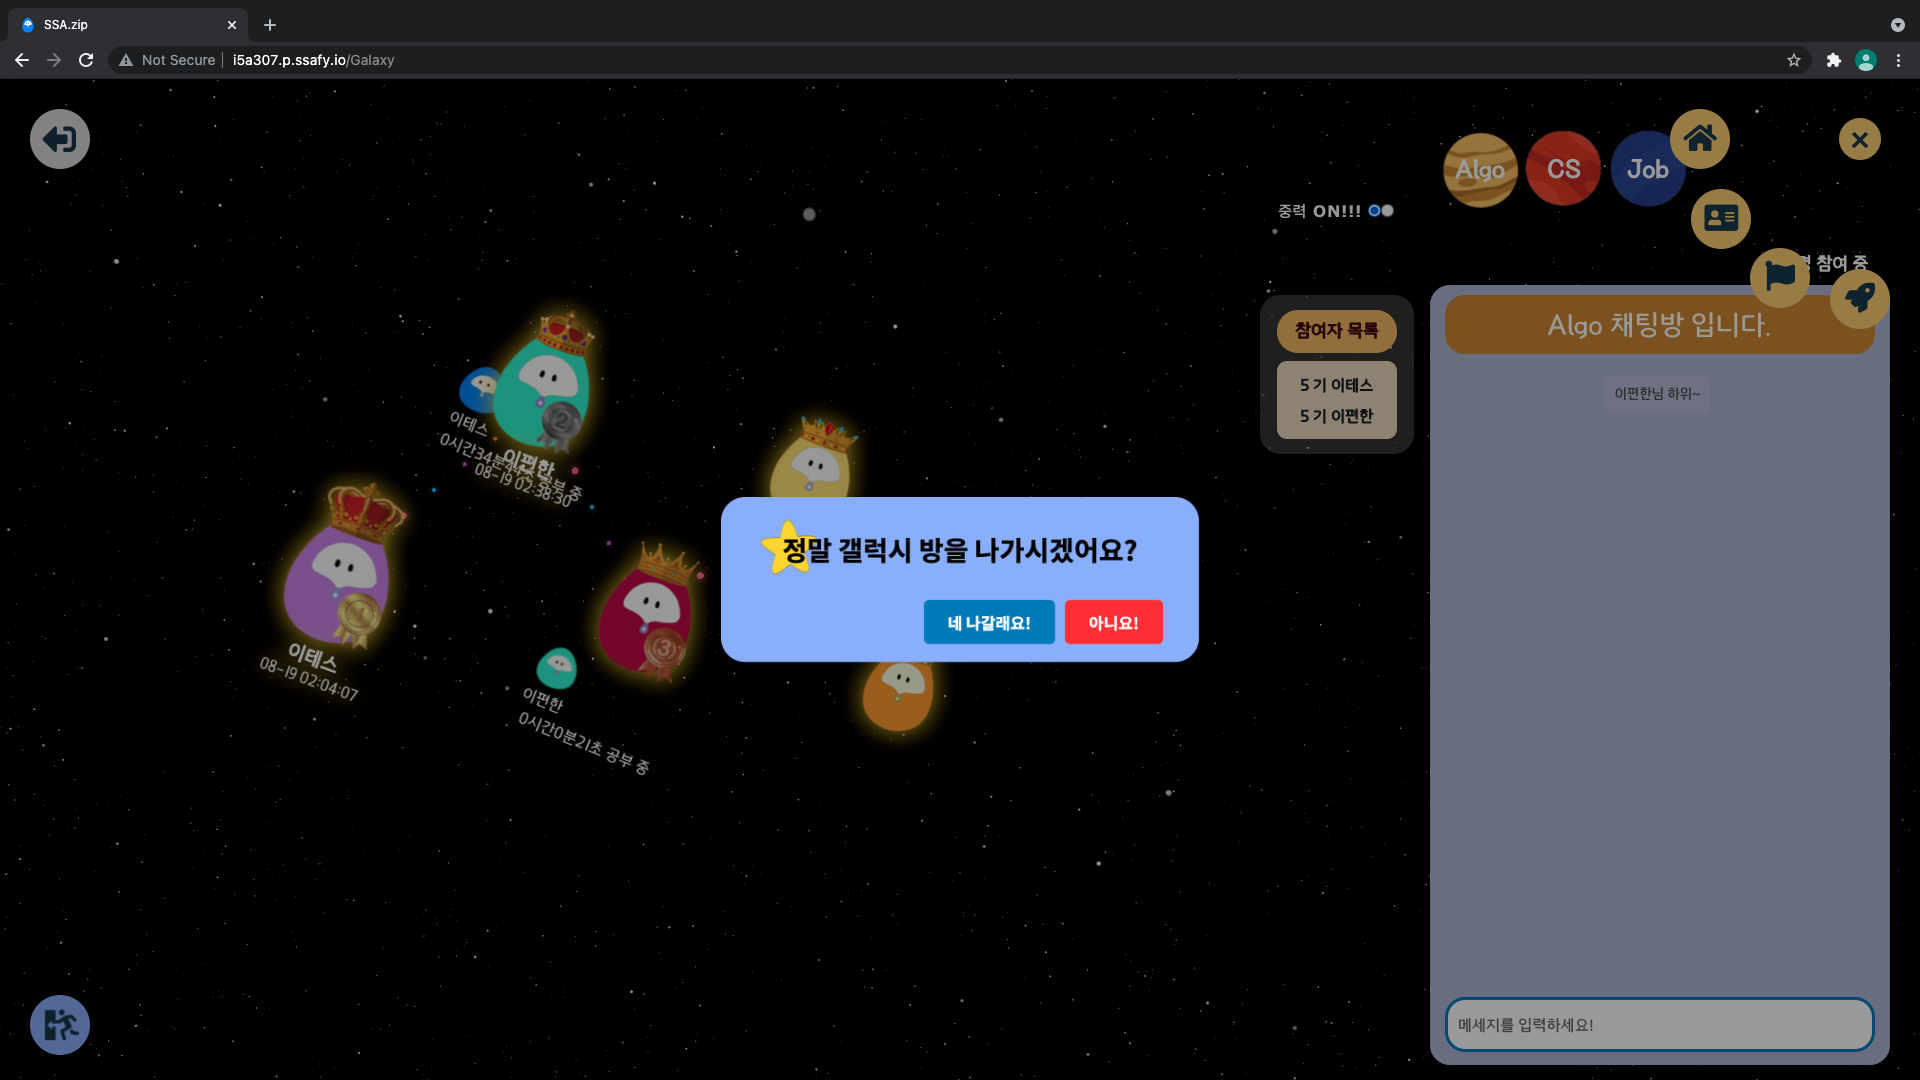 SSA.zip
Not Secure
i5a307.p.ssafy.io/Galaxy
Algo
CS
Job
중력 ON!!!
참여 중
참여자 목록
5 기 이테스
5 기 이편한
Algo 채팅방 입니다.
이편한님 하위~
이테스
0시간34분
공부 중
이편한
08-19 02:38:30
2
정말 갤럭시 방을 나가시겠어요?
네 나갈래요!
아니요!
이테스
08-19 02:04:07
3
이편한
0시간0분21초 공부 중
메세지를 입력하세요!